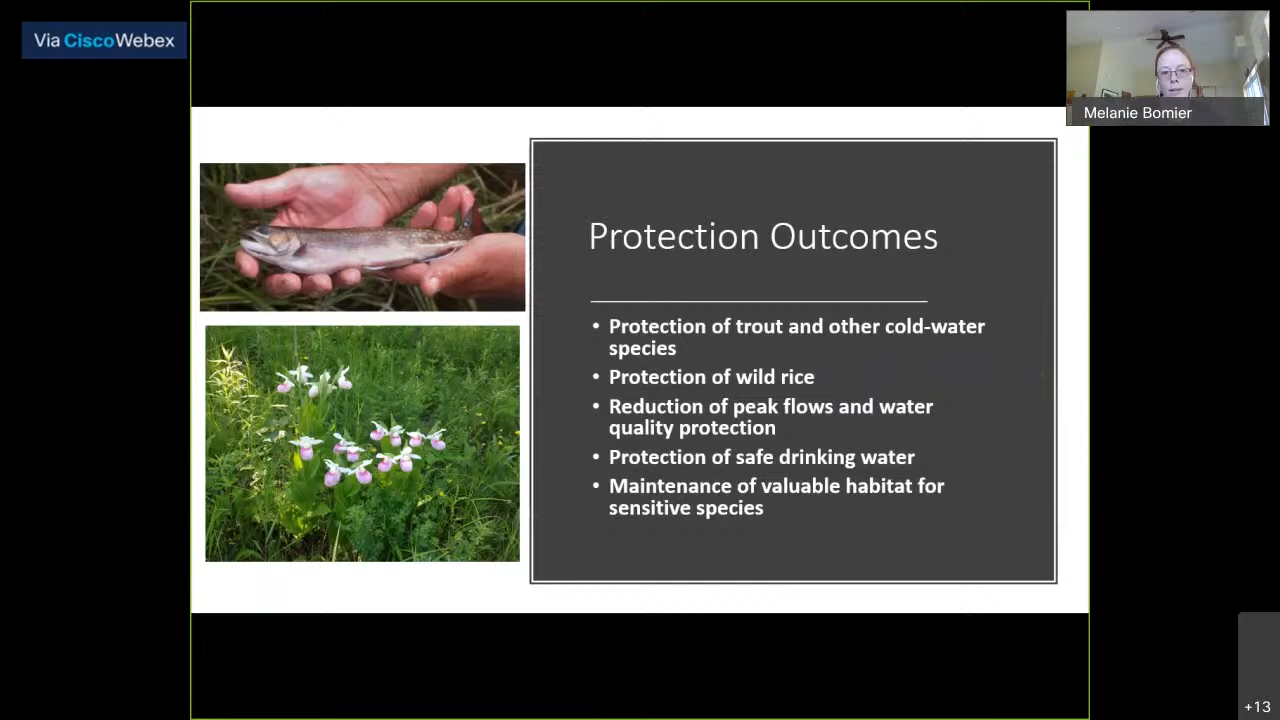 Via CiscoWebex
Melanie Bomier
Protection Outcomes
• Protection of trout and other cold-water
species
• Protection of wild rice
• Reduction of peak flows and water
quality protection
• Protection of safe drinking water
• Maintenance of valuable habitat for
sensitive species
+13